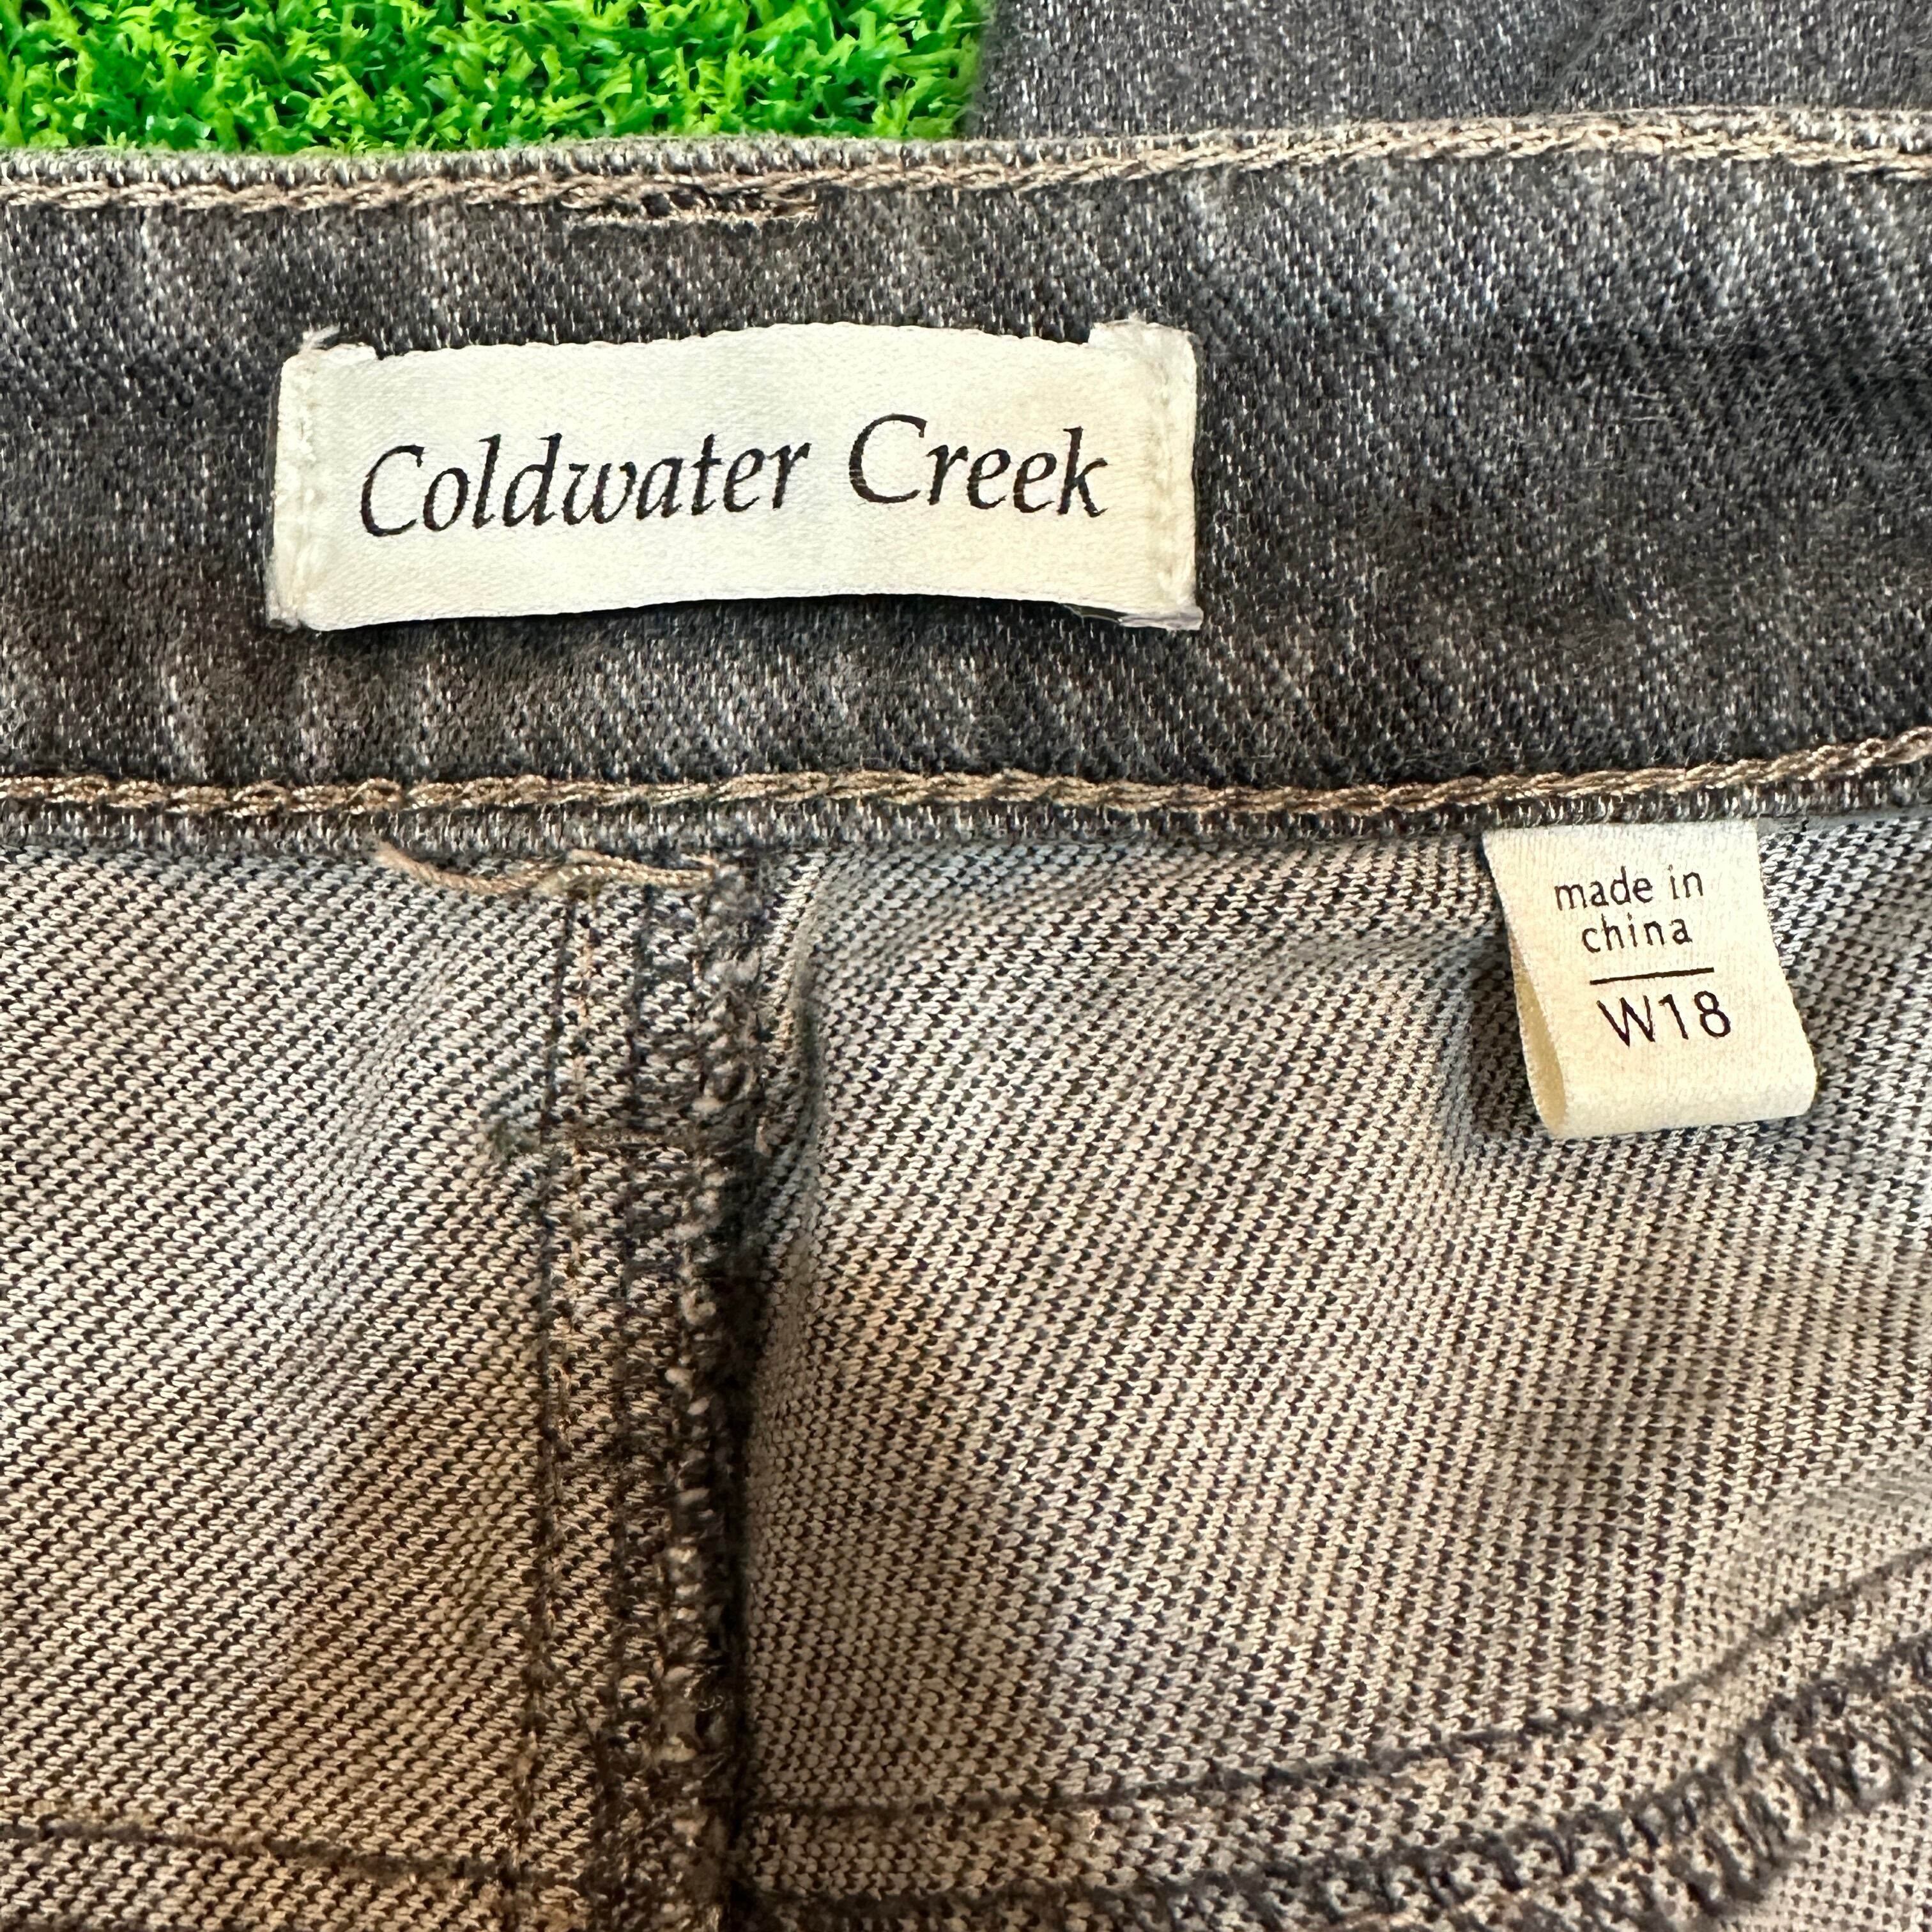 Coldwater Creek
made in
china
W18